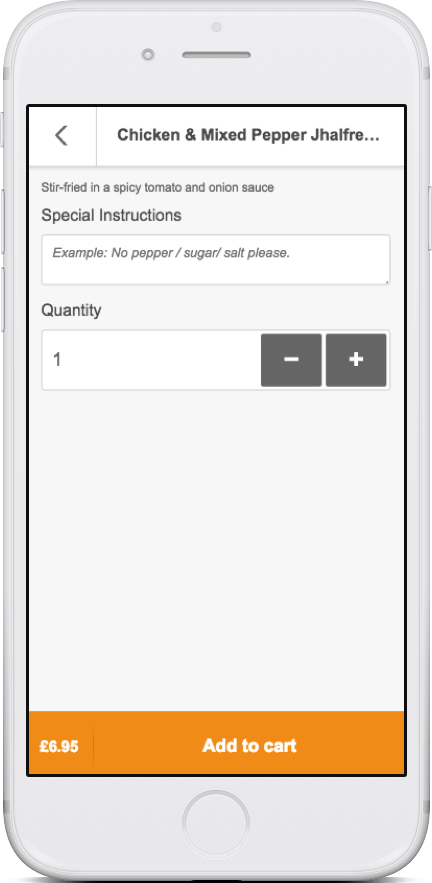 Chicken & Mixed Pepper Jhalfre...
Stir-fried in a spicy tomato and onion sauce
Special Instructions
Example: No pepper / sugar/ salt please.
Quantity
1
£6.95 Add to cart